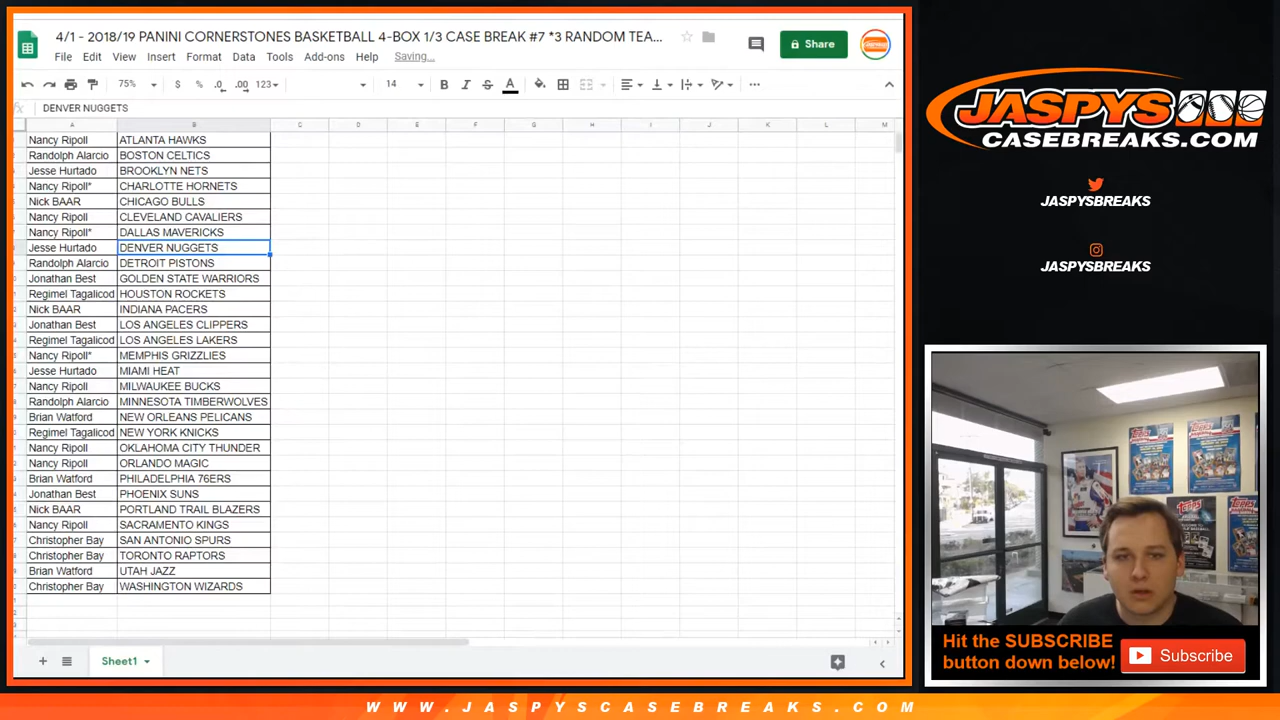 4/1 - 2018/19 PANINI CORNERSTONES BASKETBALL 4-BOX 1/3 CASE BREAK #7 *3 RANDOM TEA...
File Edit View Insert Format Data Tools Add-ons Help Saving...
Share
75% $ % .0 .00 123 14 B I S A
DENVER NUGGETS
A B C D E F G H I J K L M
Nancy Ripoll ATLANTA HAWKS
Randolph Alarcio BOSTON CELTICS
Jesse Hurtado BROOKLYN NETS
Nancy Ripoll* CHARLOTTE HORNETS
Nick BAAR CHICAGO BULLS
Nancy Ripoll CLEVELAND CAVALIERS
Nancy Ripoll* DALLAS MAVERICKS
Jesse Hurtado DENVER NUGGETS
Randolph Alarcio DETROIT PISTONS
Jonathan Best GOLDEN STATE WARRIORS
Regimel Tagalicod HOUSTON ROCKETS
Nick BAAR INDIANA PACERS
Jonathan Best LOS ANGELES CLIPPERS
Regimel Tagalicod LOS ANGELES LAKERS
Nancy Ripoll* MEMPHIS GRIZZLIES
Jesse Hurtado MIAMI HEAT
Nancy Ripoll MILWAUKEE BUCKS
Randolph Alarcio MINNESOTA TIMBERWOLVES
Brian Watford NEW ORLEANS PELICANS
Regimel Tagalicod NEW YORK KNICKS
Nancy Ripoll OKLAHOMA CITY THUNDER
Nancy Ripoll ORLANDO MAGIC
Brian Watford PHILADELPHIA 76ERS
Jonathan Best PHOENIX SUNS
Nick BAAR PORTLAND TRAIL BLAZERS
Nancy Ripoll SACRAMENTO KINGS
Christopher Bay SAN ANTONIO SPURS
Christopher Bay TORONTO RAPTORS
Brian Watford UTAH JAZZ
Christopher Bay WASHINGTON WIZARDS
Sheet1
JASPYS
CASEBREAKS.COM
JASPYSBREAKS
JASPYSBREAKS
topps
Hit the SUBSCRIBE
button down below!
Subscribe
WWW.JASPYSCASEBREAKS.COM